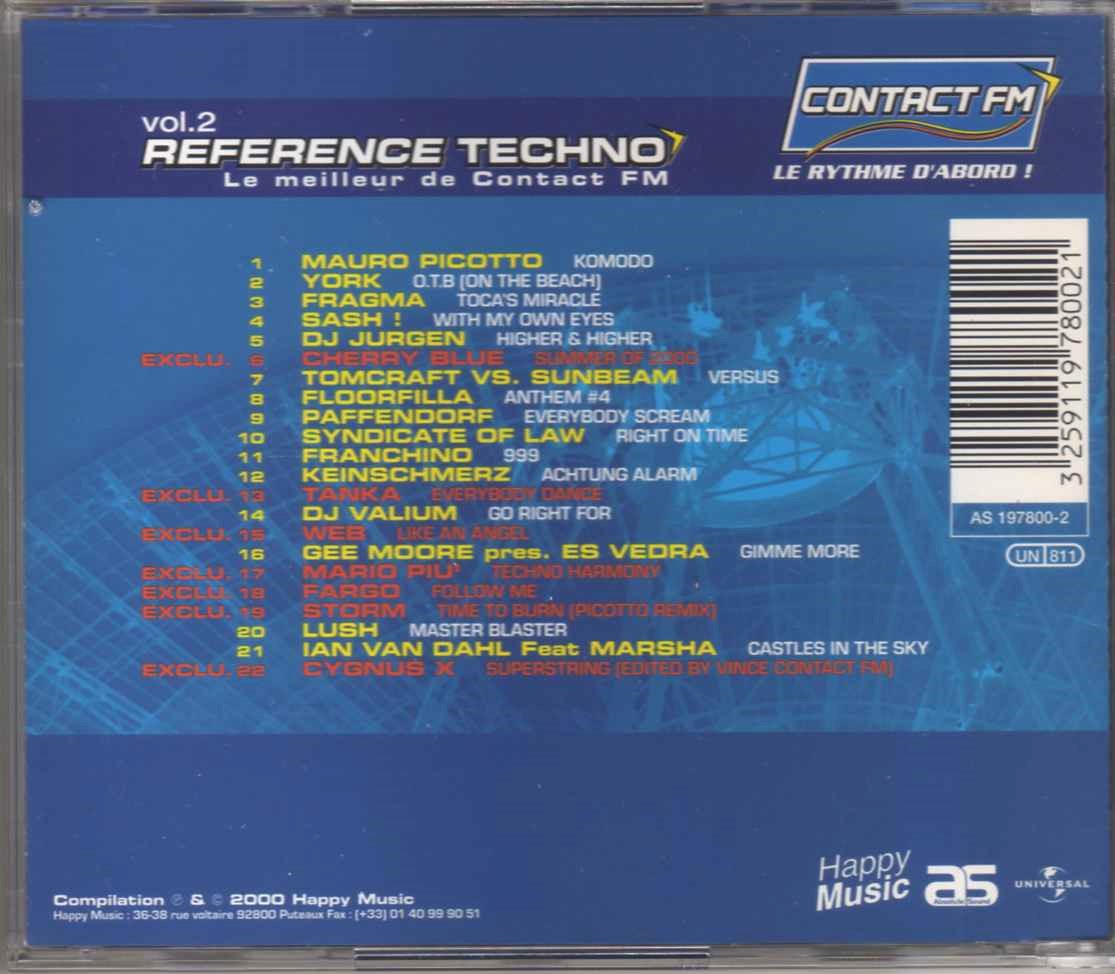 vol.2
REFERENCE TECHNO
Le meilleur de Contact FM
CONTACT FM
LE RYTHME D'ABORD !
1 MAURO PICOTTO KOMODO
2 YORK O.T.B (ON THE BEACH)
3 FRAGMA TOCA'S MIRACLE
4 SASH ! WITH MY OWN EYES
5 DJ JURGEN HIGHER & HIGHER
EXCLU. 6 CHERRY BLUE SUMMER OF 2000
7 TOMCRAFT VS. SUNBEAM VERSUS
8 FLOORFILLA ANTHEM #4
9 PAFFENDORF EVERYBODY SCREAM
10 SYNDICATE OF LAW RIGHT ON TIME
11 FRANCHINO 999
12 KEINSCHMERZ ACHTUNG ALARM
EXCLU. 13 TANKA EVERYBODY DANCE
14 DJ VALIUM GO RIGHT FOR
EXCLU. 15 WEB LIKE AN ANGEL
16 GEE MOORE pres. ES VEDRA GIMME MORE
EXCLU. 17 MARIO PIU' TECHNO HARMONY
EXCLU. 18 FARGO FOLLOW ME
EXCLU. 19 STORM TIME TO BURN (PICOTTO REMIX)
20 LUSH MASTER BLASTER
21 IAN VAN DAHL Feat MARSHA CASTLES IN THE SKY
EXCLU. 22 CYGNUS X SUPERSTRING (EDITED BY VINCE CONTACT FM)
3 259119 780021
AS 197800-2
UN 811
Compilation ℗ & © 2000 Happy Music
Happy Music : 36-38 rue voltaire 92800 Puteaux Fax : (+33) 01 40 99 90 51
Happy Music
as
Absolute Sound
UNIVERSAL